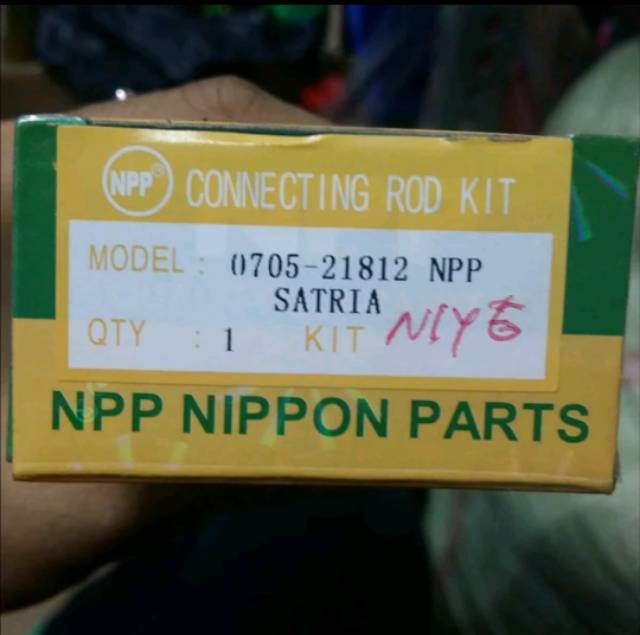 NPP® CONNECTING ROD KIT
MODEL : 0705-21812 NPP
SATRIA
QTY : 1 KIT
NPP NIPPON PARTS